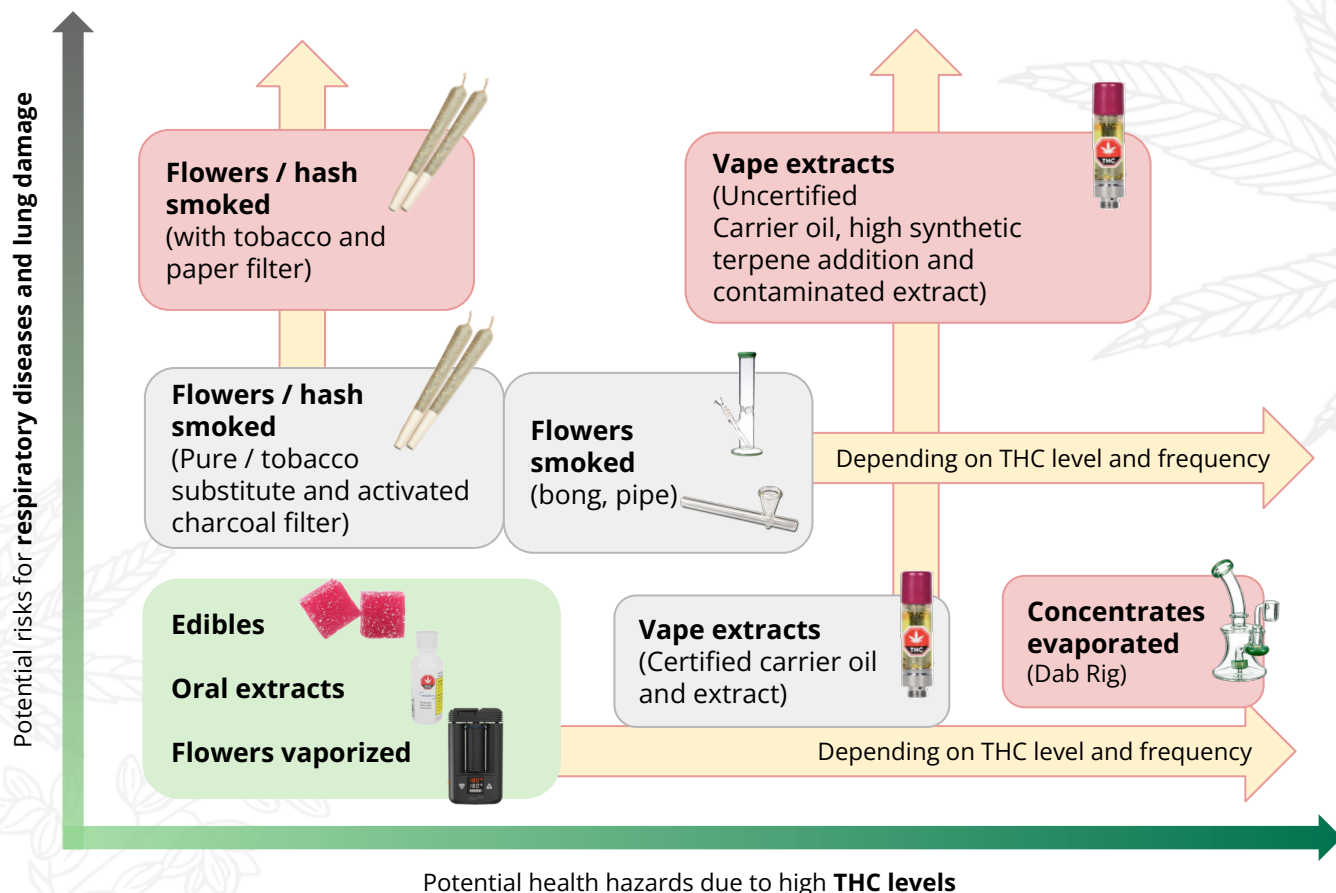 Potential risks for respiratory diseases and lung damage
Flowers / hash
smoked
(with tobacco and
paper filter)
Vape extracts
(Uncertified
Carrier oil, high synthetic
terpene addition and
contaminated extract)
THC
Flowers / hash
smoked
(Pure / tobacco
substitute and activated
charcoal filter)
Flowers
smoked
(bong, pipe)
Depending on THC level and frequency
Edibles
Oral extracts
Flowers vaporized
Vape extracts
(Certified carrier oil
and extract)
THC
Concentrates
evaporated
(Dab Rig)
Depending on THC level and frequency
Potential health hazards due to high THC levels